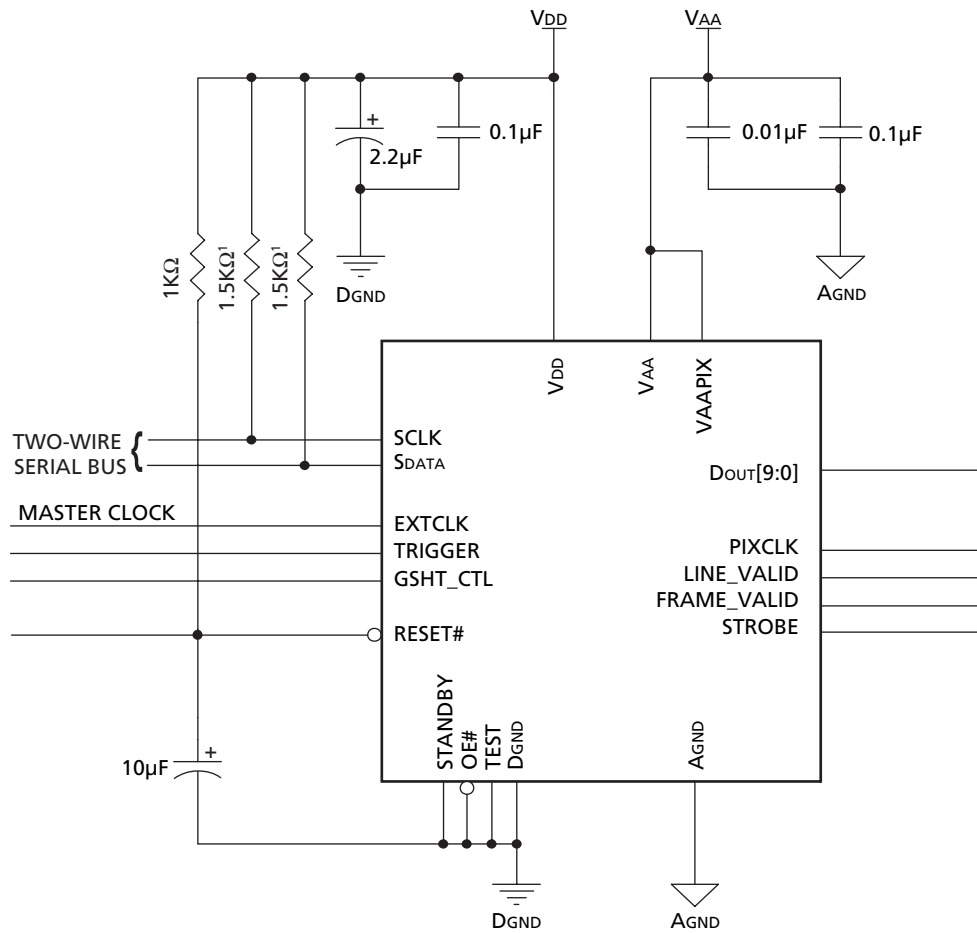 VDD
VAA
+
2.2µF
0.1µF
0.01µF
0.1µF
1KΩ
1.5KΩ¹
1.5KΩ¹
DGND
AGND
VDD
VAA
VAAPIX
TWO-WIRE
SERIAL BUS
{
SCLK
SDATA
DOUT[9:0]
MASTER CLOCK
EXTCLK
TRIGGER
GSHT_CTL
PIXCLK
LINE_VALID
FRAME_VALID
STROBE
RESET#
STANDBY
OE#
TEST
DGND
AGND
+
10µF
DGND
AGND